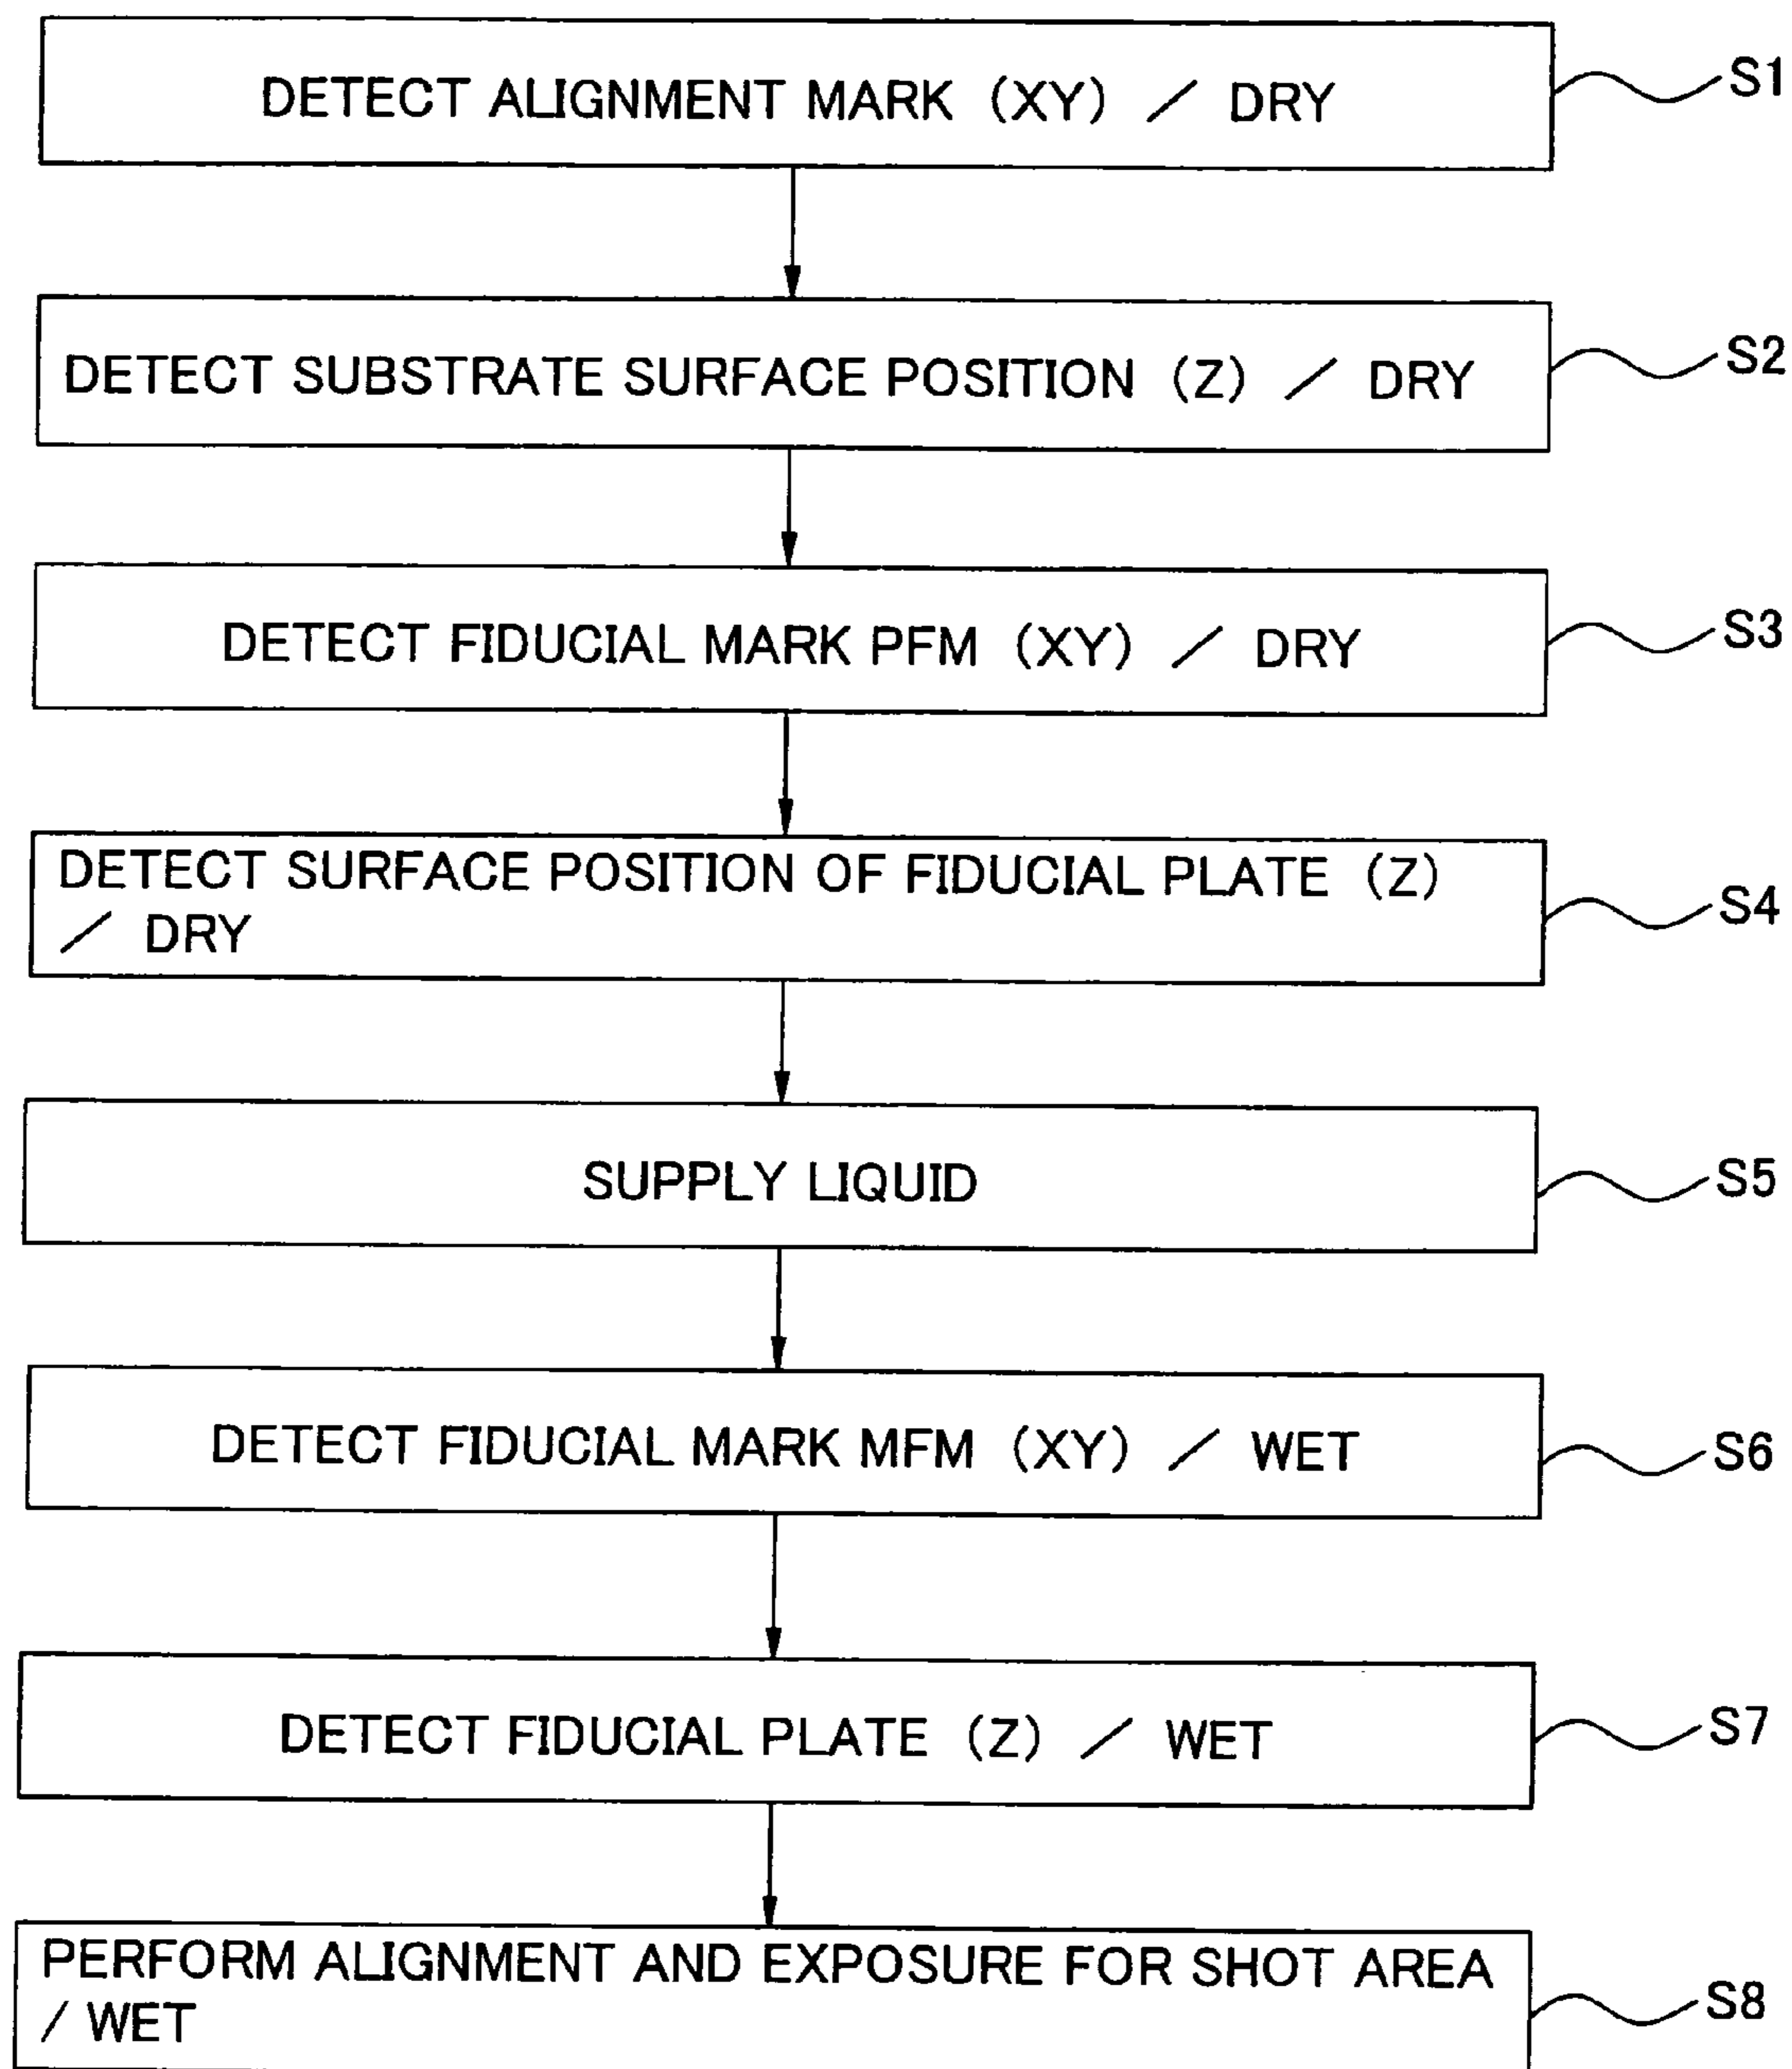 DETECT ALIGNMENT MARK (XY) / DRY
S1
DETECT SUBSTRATE SURFACE POSITION (Z) / DRY
S2
DETECT FIDUCIAL MARK PFM (XY) / DRY
S3
DETECT SURFACE POSITION OF FIDUCIAL PLATE (Z)
/ DRY
S4
SUPPLY LIQUID
S5
DETECT FIDUCIAL MARK MFM (XY) / WET
S6
DETECT FIDUCIAL PLATE (Z) / WET
S7
PERFORM ALIGNMENT AND EXPOSURE FOR SHOT AREA
/ WET
S8